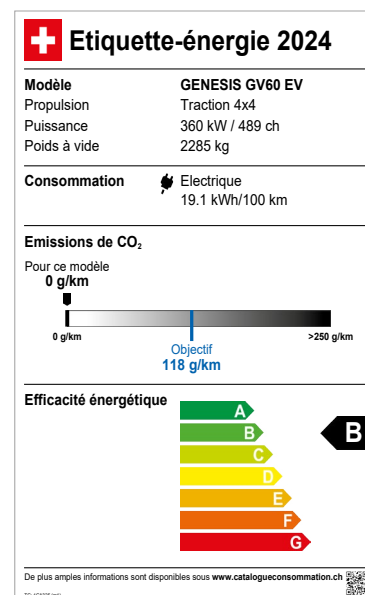 Etiquette-énergie 2024
Modèle GENESIS GV60 EV
Propulsion Traction 4x4
Puissance 360 kW / 489 ch
Poids à vide 2285 kg
Consommation Electrique
19.1 kWh/100 km
Emissions de CO₂
Pour ce modèle
0 g/km
0 g/km >250 g/km
Objectif
118 g/km
Efficacité énergétique
A
B B
C
D
E
F
G
De plus amples informations sont disponibles sous www.catalogueconsommation.ch